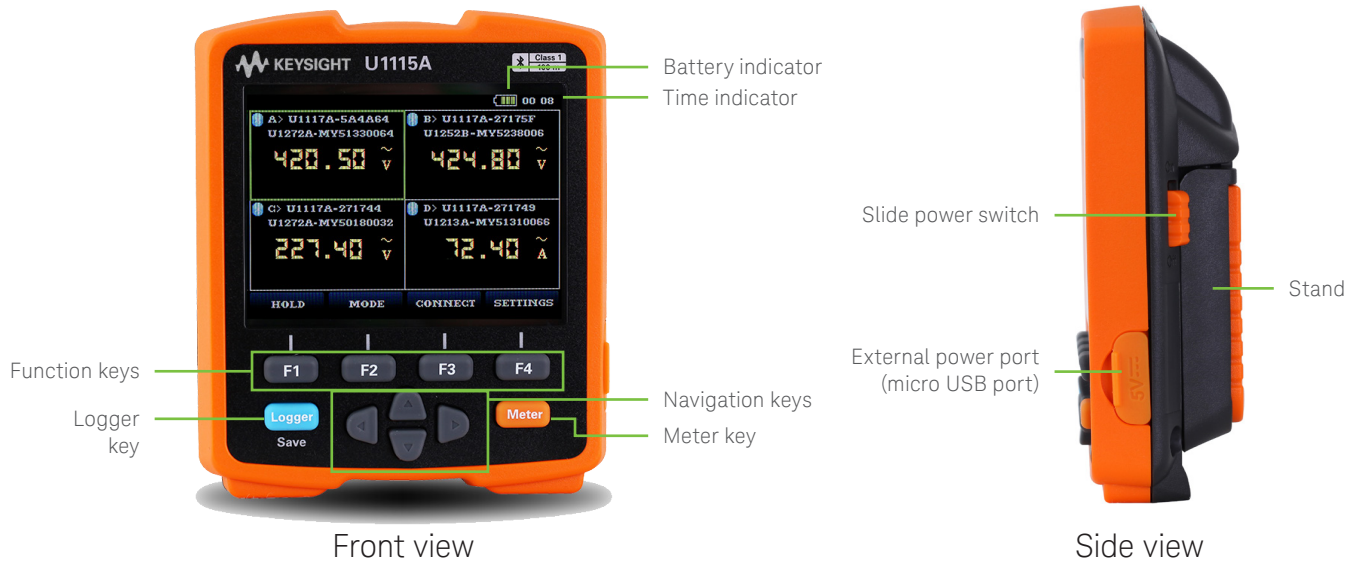 KEYSIGHT U1115A
Class 1
100 m
Battery indicator
Time indicator
00 08
A> U1117A-5A4A64
U1272A-MY51330064
420.50 ~ V
B> U1117A-27175F
U1252B-MY5238006
424.80 ~ V
C> U1117A-271744
U1272A-MY50180032
227.40 ~ V
D> U1117A-271749
U1213A-MY51310066
72.40 ~ A
HOLD MODE CONNECT SETTINGS
Function keys
F1 F2 F3 F4
Logger
key
Logger
Save
Meter
Navigation keys
Meter key
Front view
Slide power switch
Stand
External power port
(micro USB port)
5V
Side view